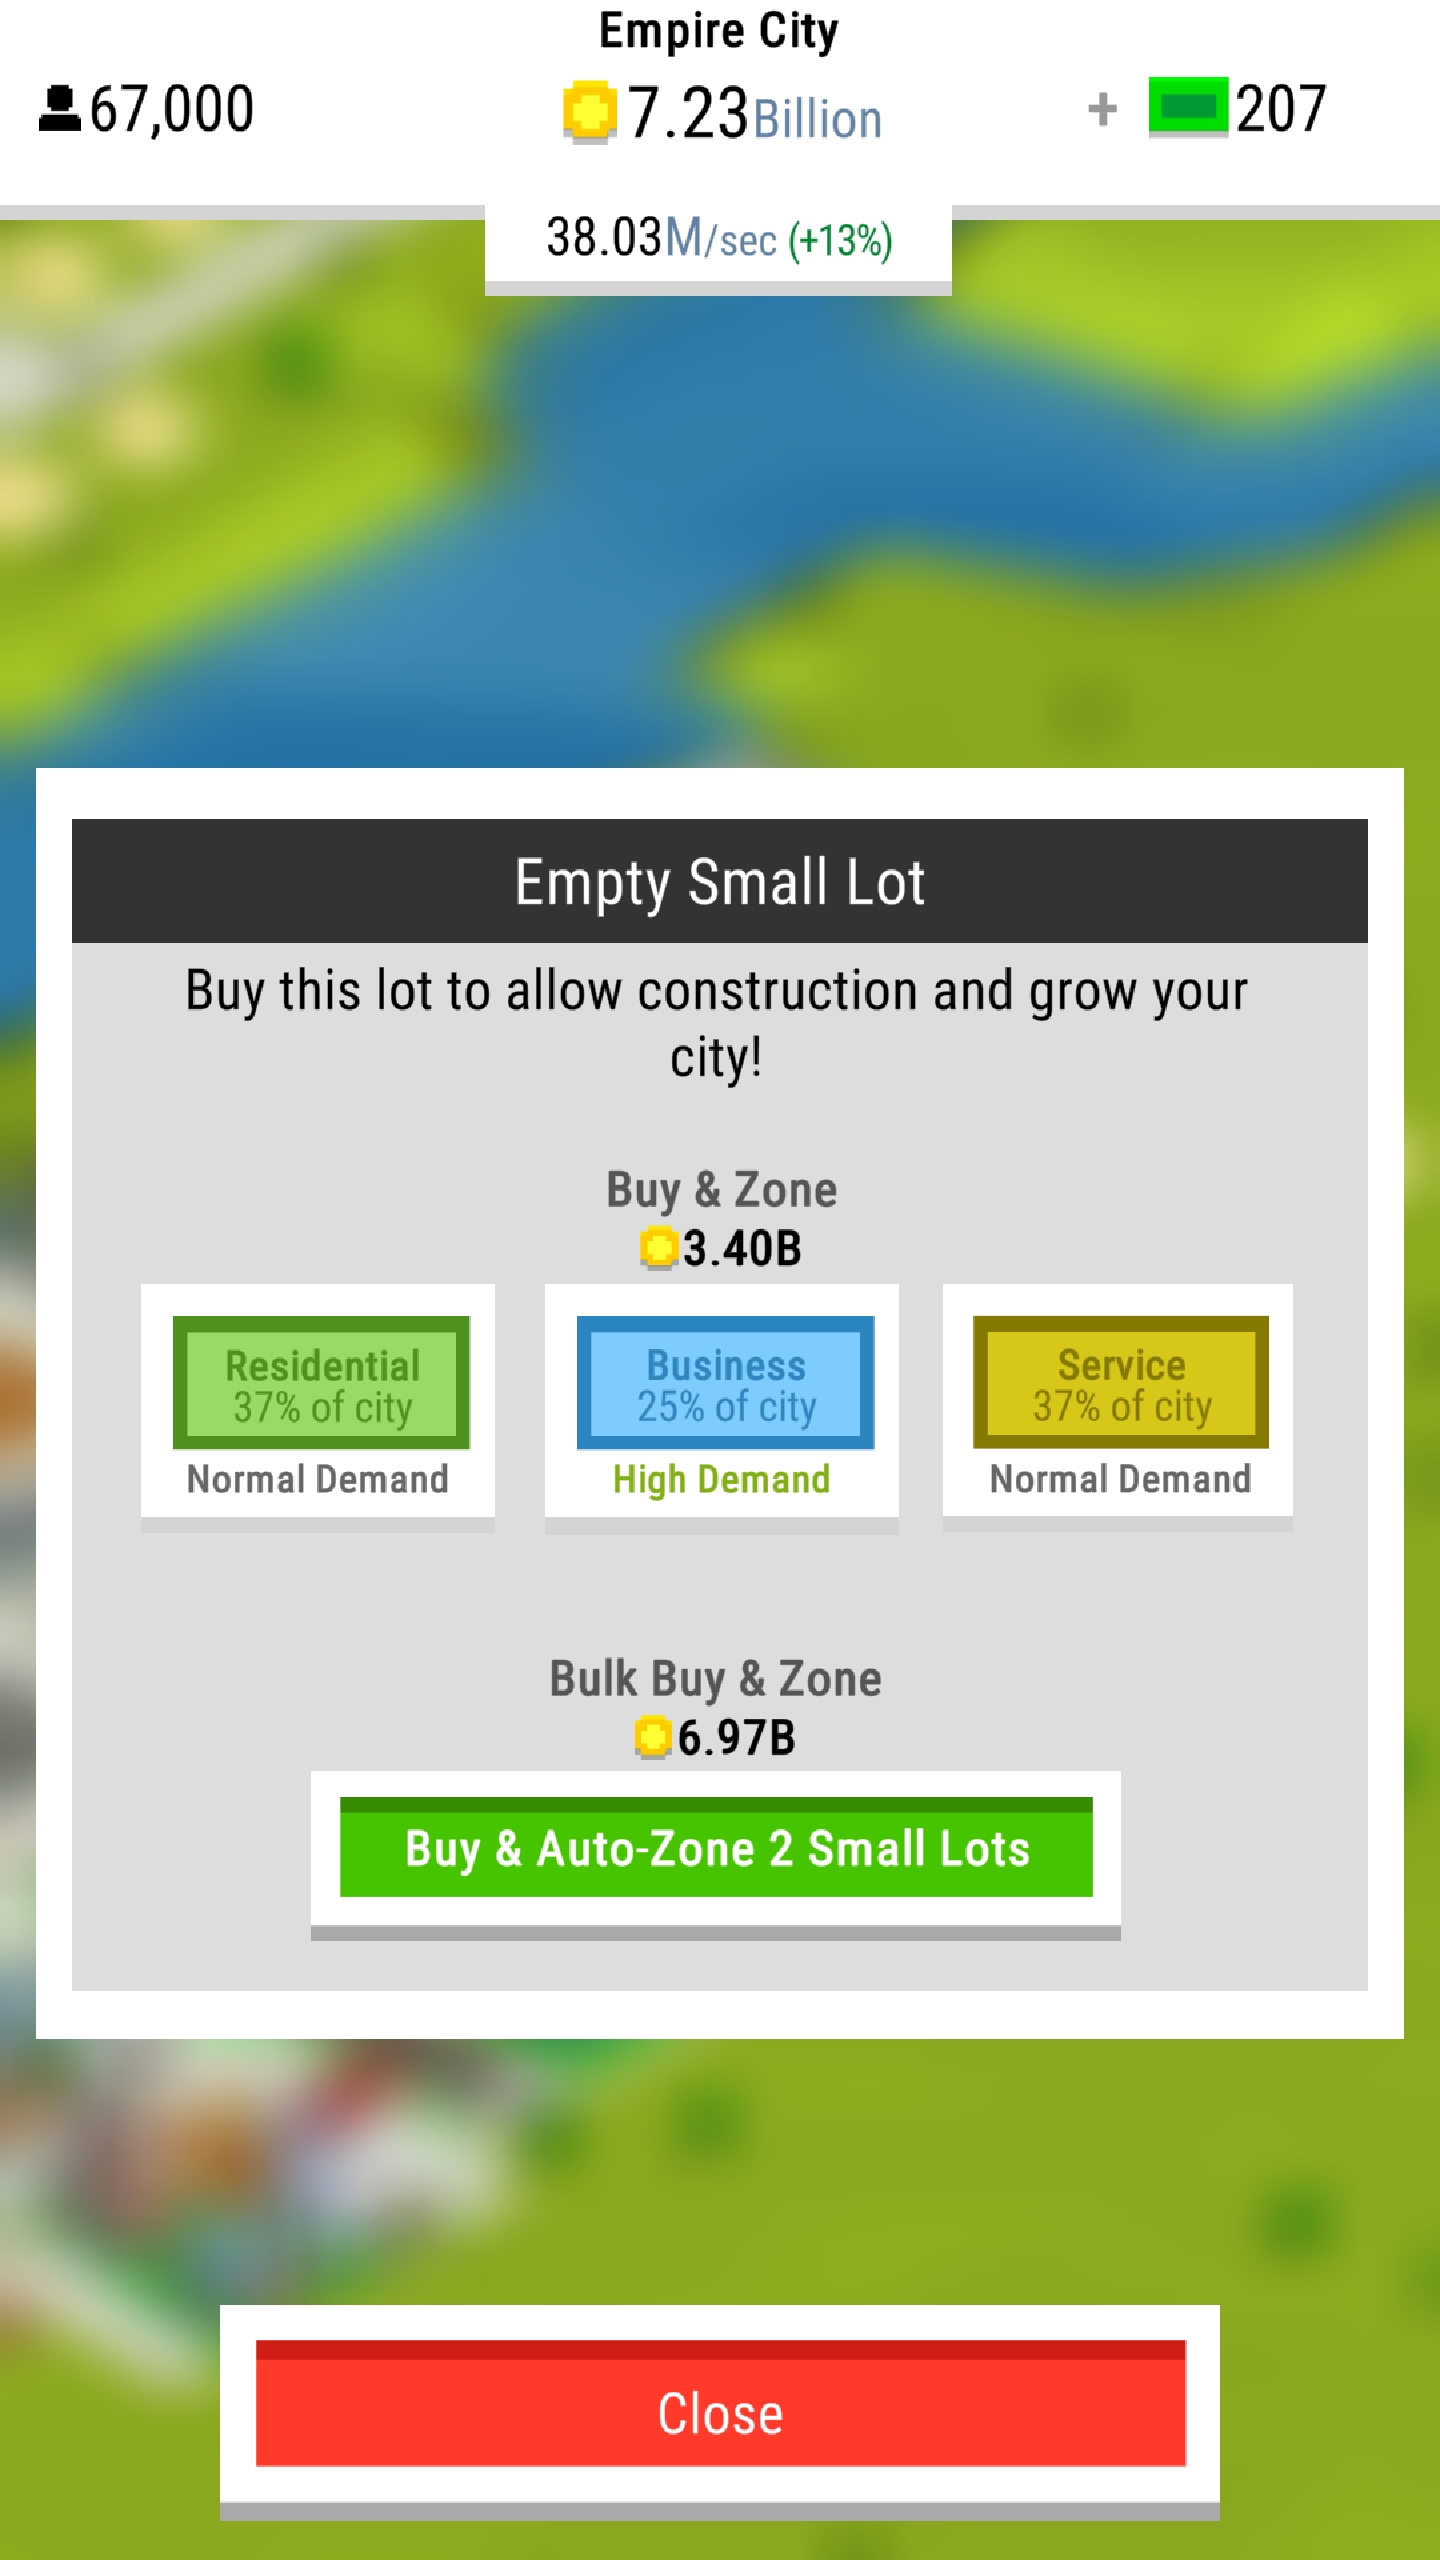 Empire City
67,000
7.23Billion
+ 207
38.03M/sec (+13%)
Empty Small Lot
Buy this lot to allow construction and grow your
city!
Buy & Zone
3.40B
Residential
37% of city
Normal Demand
Business
25% of city
High Demand
Service
37% of city
Normal Demand
Bulk Buy & Zone
6.97B
Buy & Auto-Zone 2 Small Lots
Close